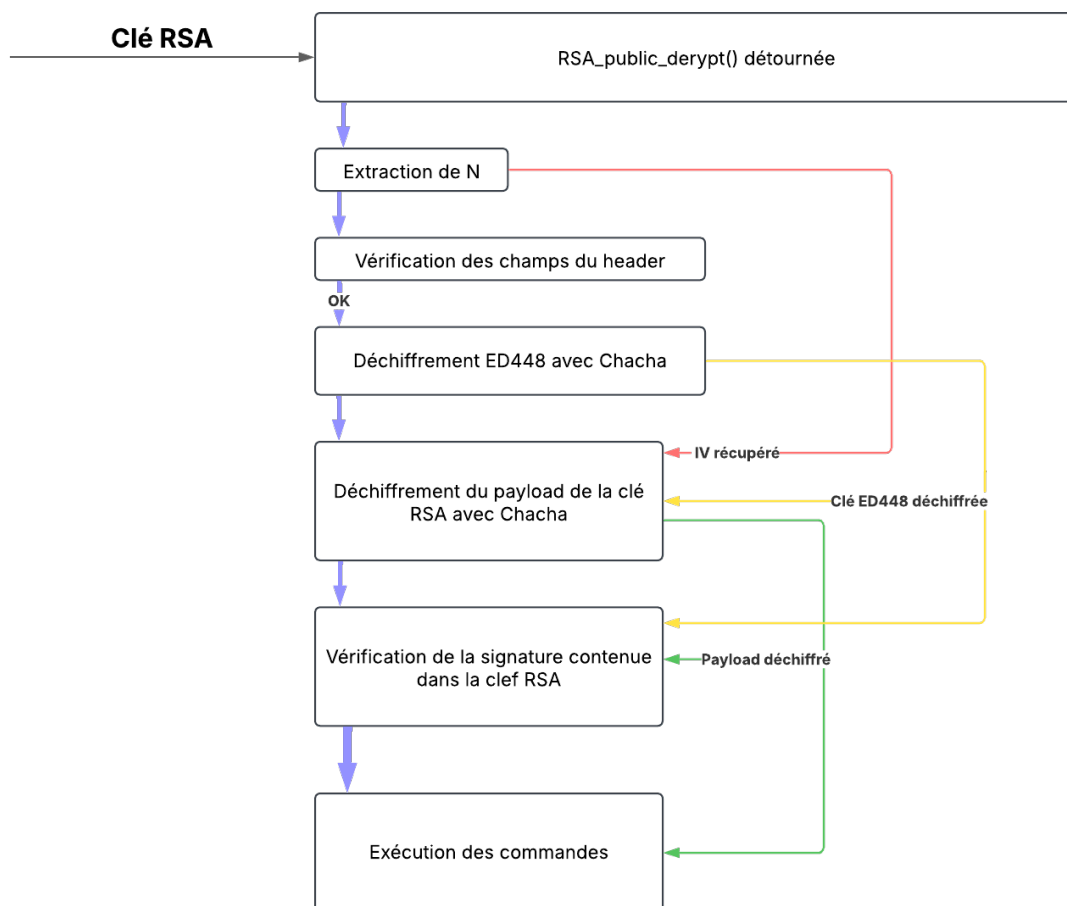 Clé RSA
RSA_public_derypt() détournée
Extraction de N
Vérification des champs du header
OK
Déchiffrement ED448 avec Chacha
IV récupéré
Déchiffrement du payload de la clé
RSA avec Chacha
Clé ED448 déchiffrée
Vérification de la signature contenue
dans la clef RSA
Payload déchiffré
Exécution des commandes